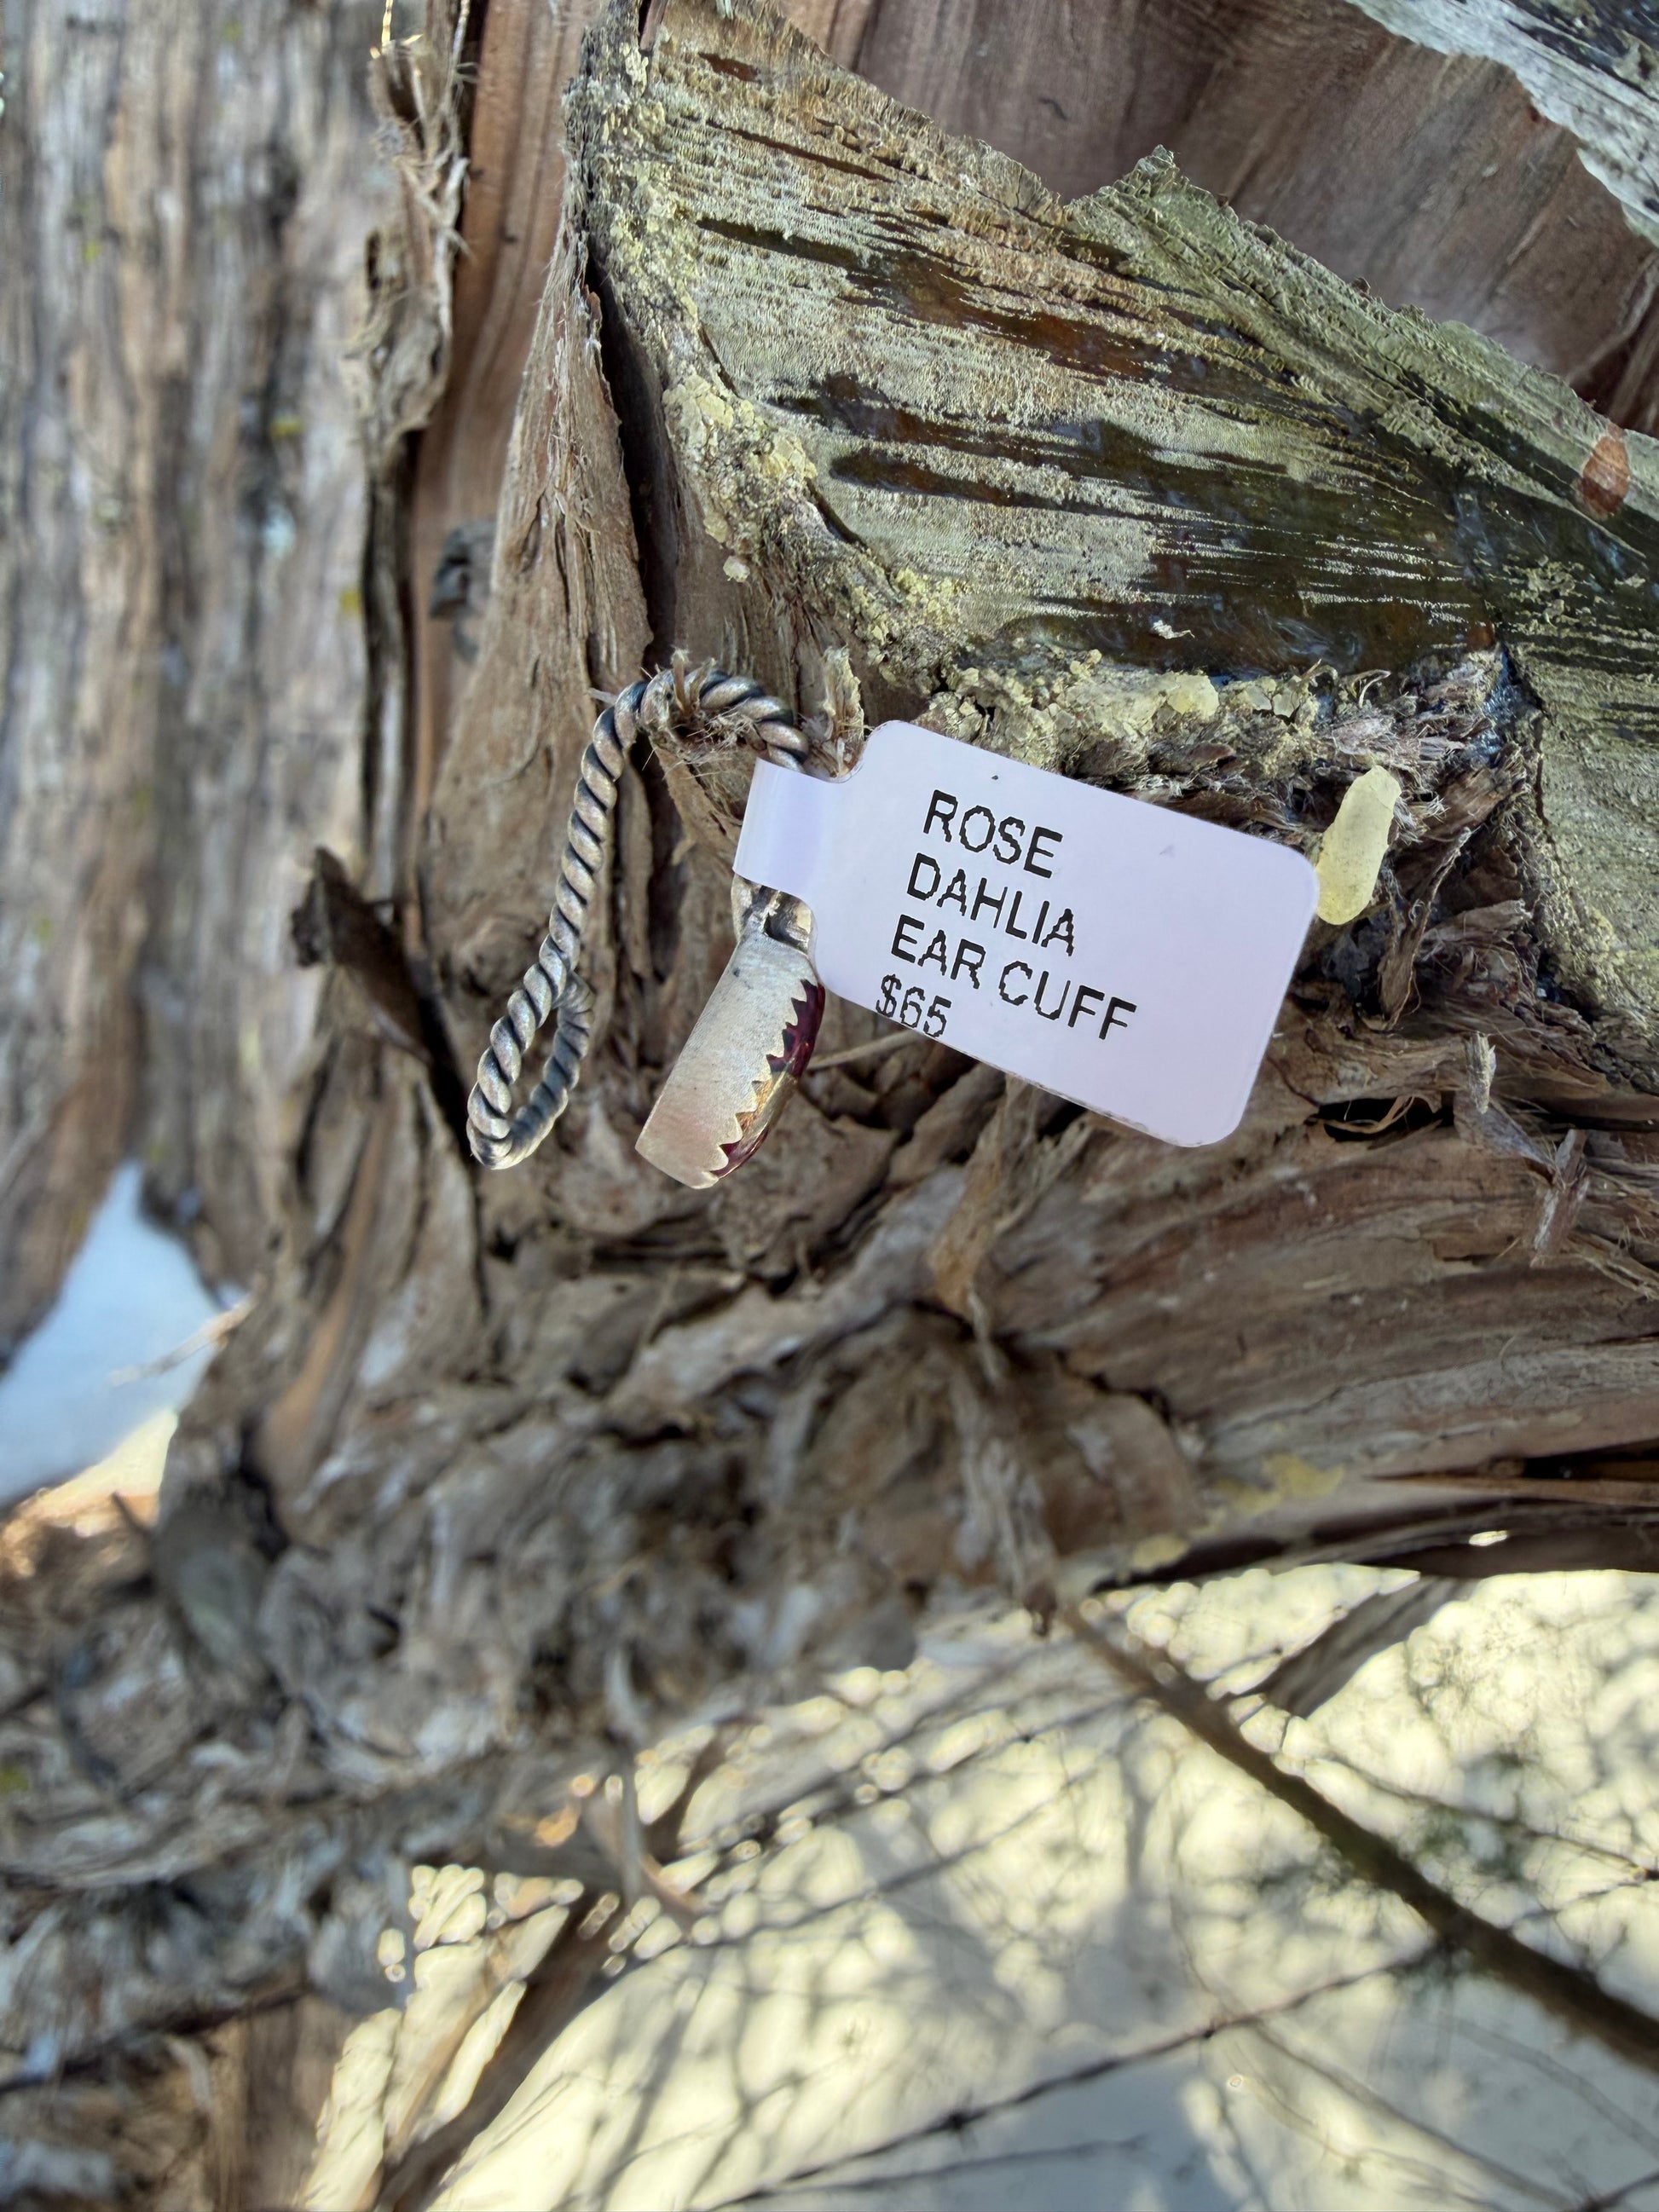 ROSE
DAHLIA
EAR CUFF
$65